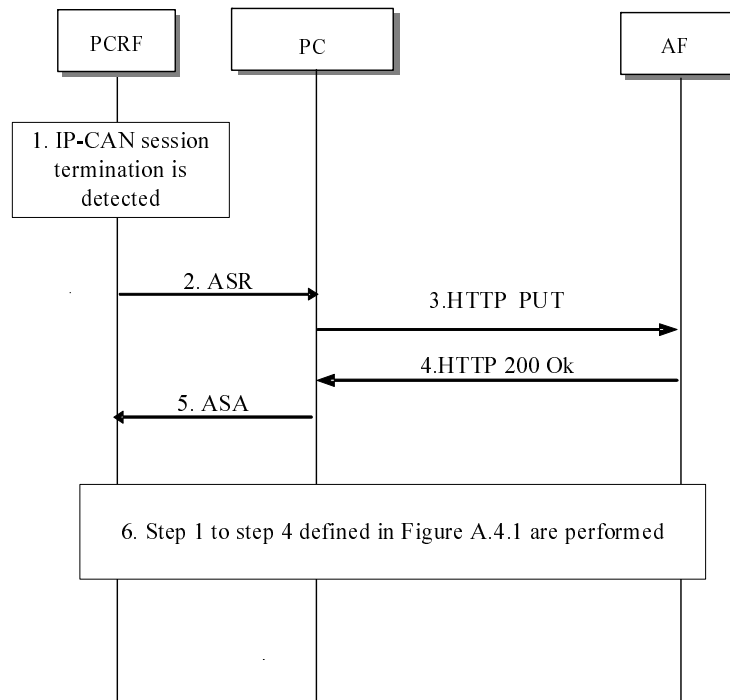 PCRF
PC
AF
1. IP-CAN session
termination is
detected
2. ASR
3.HTTP PUT
4.HTTP 200 Ok
5. ASA
6. Step 1 to step 4 defined in Figure A.4.1 are performed